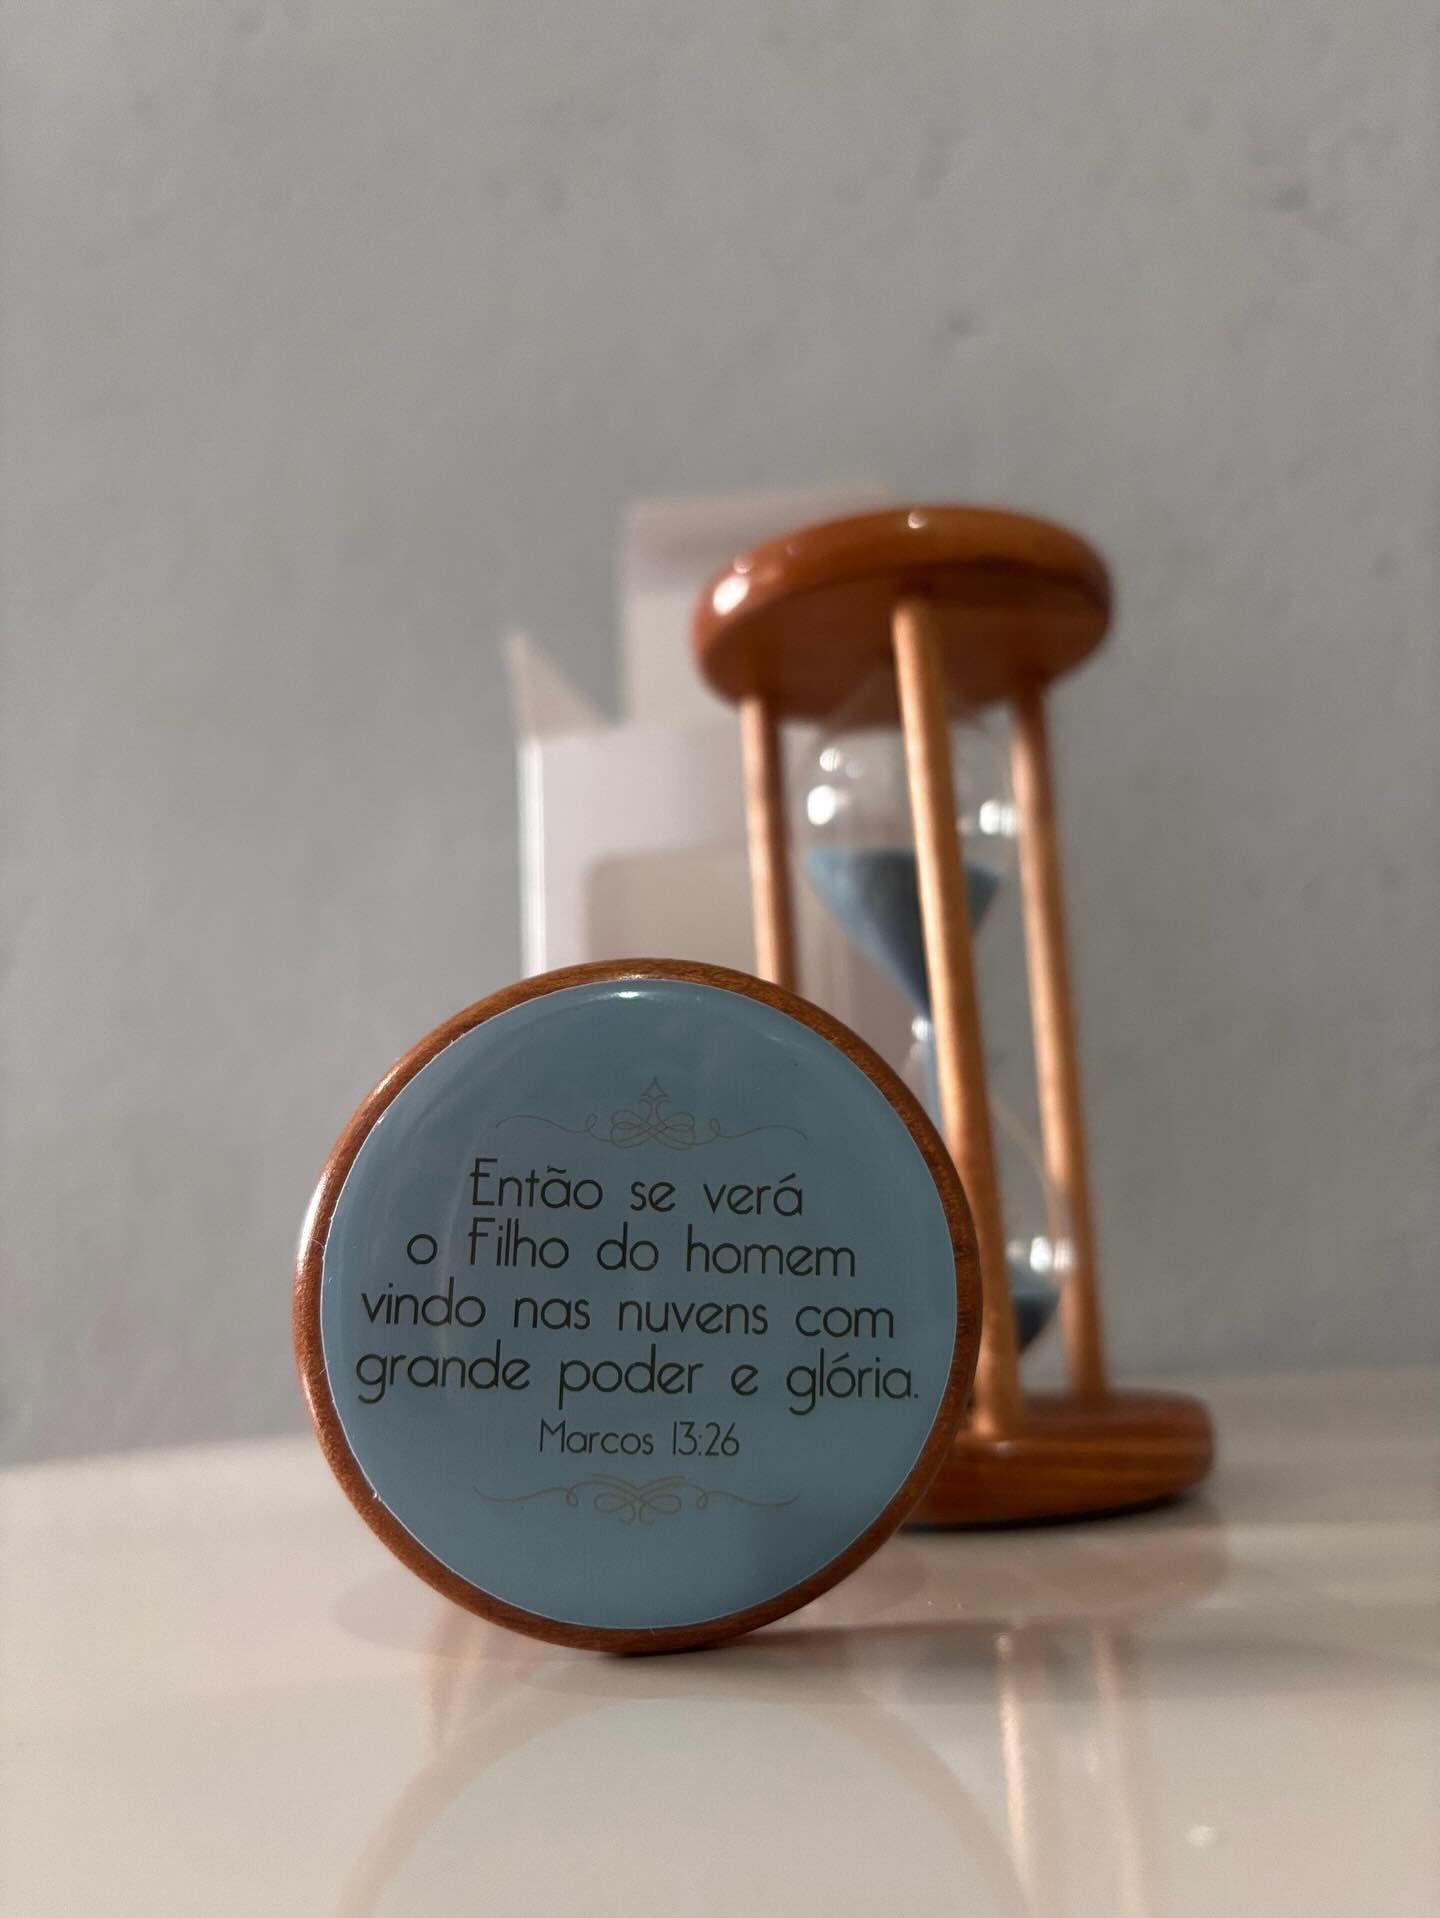 Então se verá
o Filho do homem
vindo nas nuvens com
grande poder e glória.
Marcos 13:26